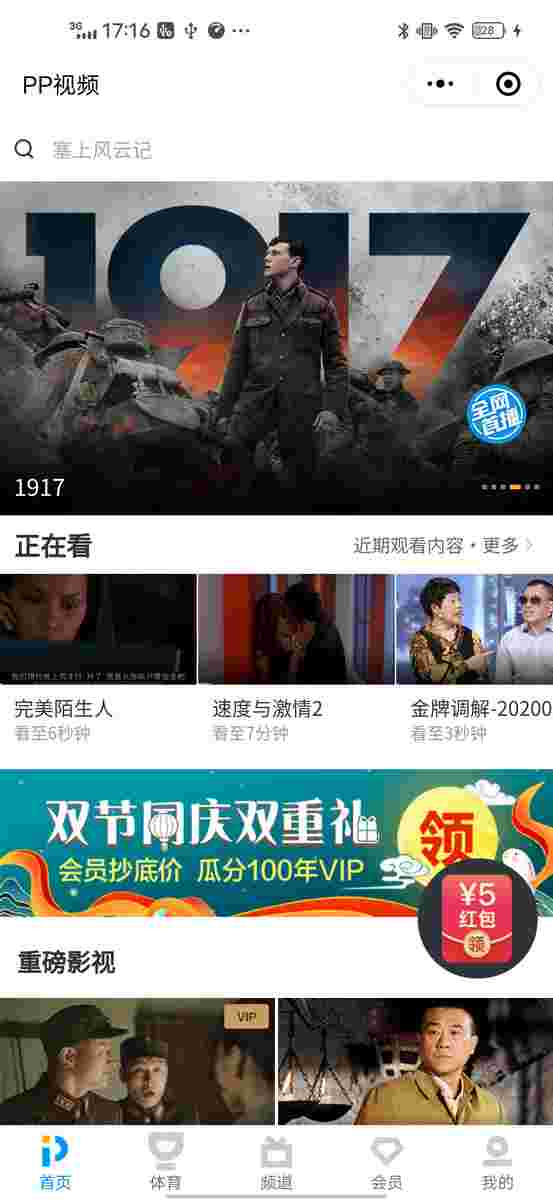 3G 17:16 28
PP视频
塞上风云记
1917
全网
首播
1917
正在看
近期观看内容·更多
完美陌生人
看至6秒钟
速度与激情2
看至7分钟
金牌调解-20200
看至3秒钟
双节同庆双重礼
会员抄底价 瓜分100年VIP
领
¥5
红包
领
重磅影视
VIP
首页
体育
频道
会员
我的